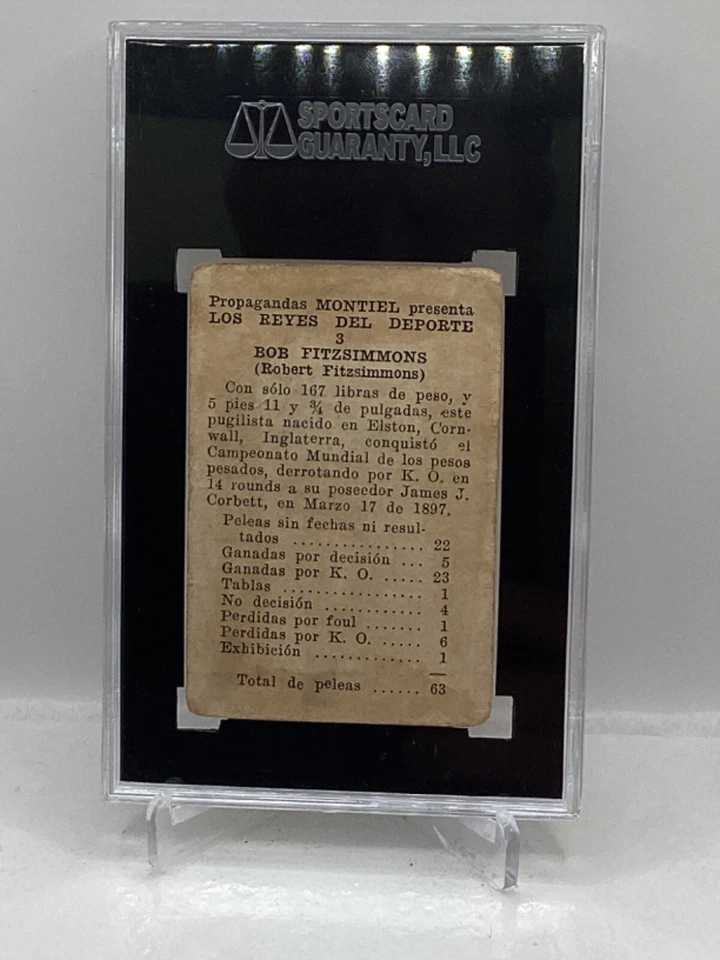 SPORTSCARD
GUARANTY, LLC
Propagandas MONTIEL presenta
LOS REYES DEL DEPORTE
3
BOB FITZSIMMONS
(Robert Fitzsimmons)
Con sólo 167 libras de peso, y
5 pies 11 y ¾ de pulgadas, este
pugilista nacido en Elston, Corn-
wall, Inglaterra, conquistó el
Campeonato Mundial de los pesos
pesados, derrotando por K. O. en
14 rounds a su poseedor James J.
Corbett, en Marzo 17 de 1897.
Peleas sin fechas ni resul-
tados ................ 22
Ganadas por decisión ... 5
Ganadas por K. O. ..... 23
Tablas ................. 1
No decisión ............ 4
Perdidas por foul ....... 1
Perdidas por K. O. ..... 6
Exhibición ............. 1
Total de peleas ...... 63